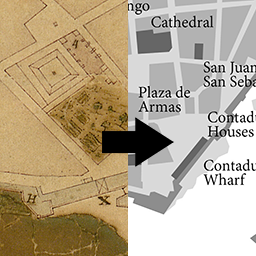 ngo
Cathedral
San Juan
San Seba
Plaza de
Armas
Contadu
Houses
Contadu
Wharf
H X